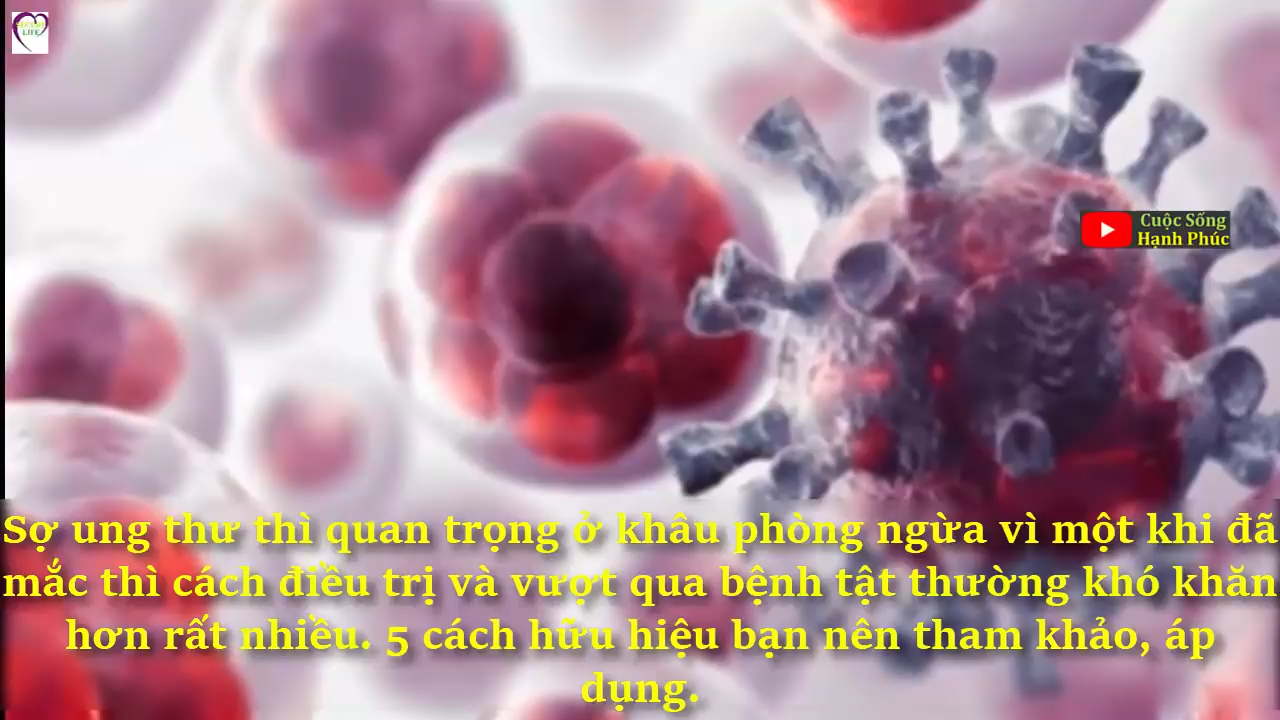 LIFE
Cuộc Sống
Hạnh Phúc
Sợ ung thư thì quan trọng ở khâu phòng ngừa vì một khi đã
mắc thì cách điều trị và vượt qua bệnh tật thường khó khăn
hơn rất nhiều. 5 cách hữu hiệu bạn nên tham khảo, áp
dụng.